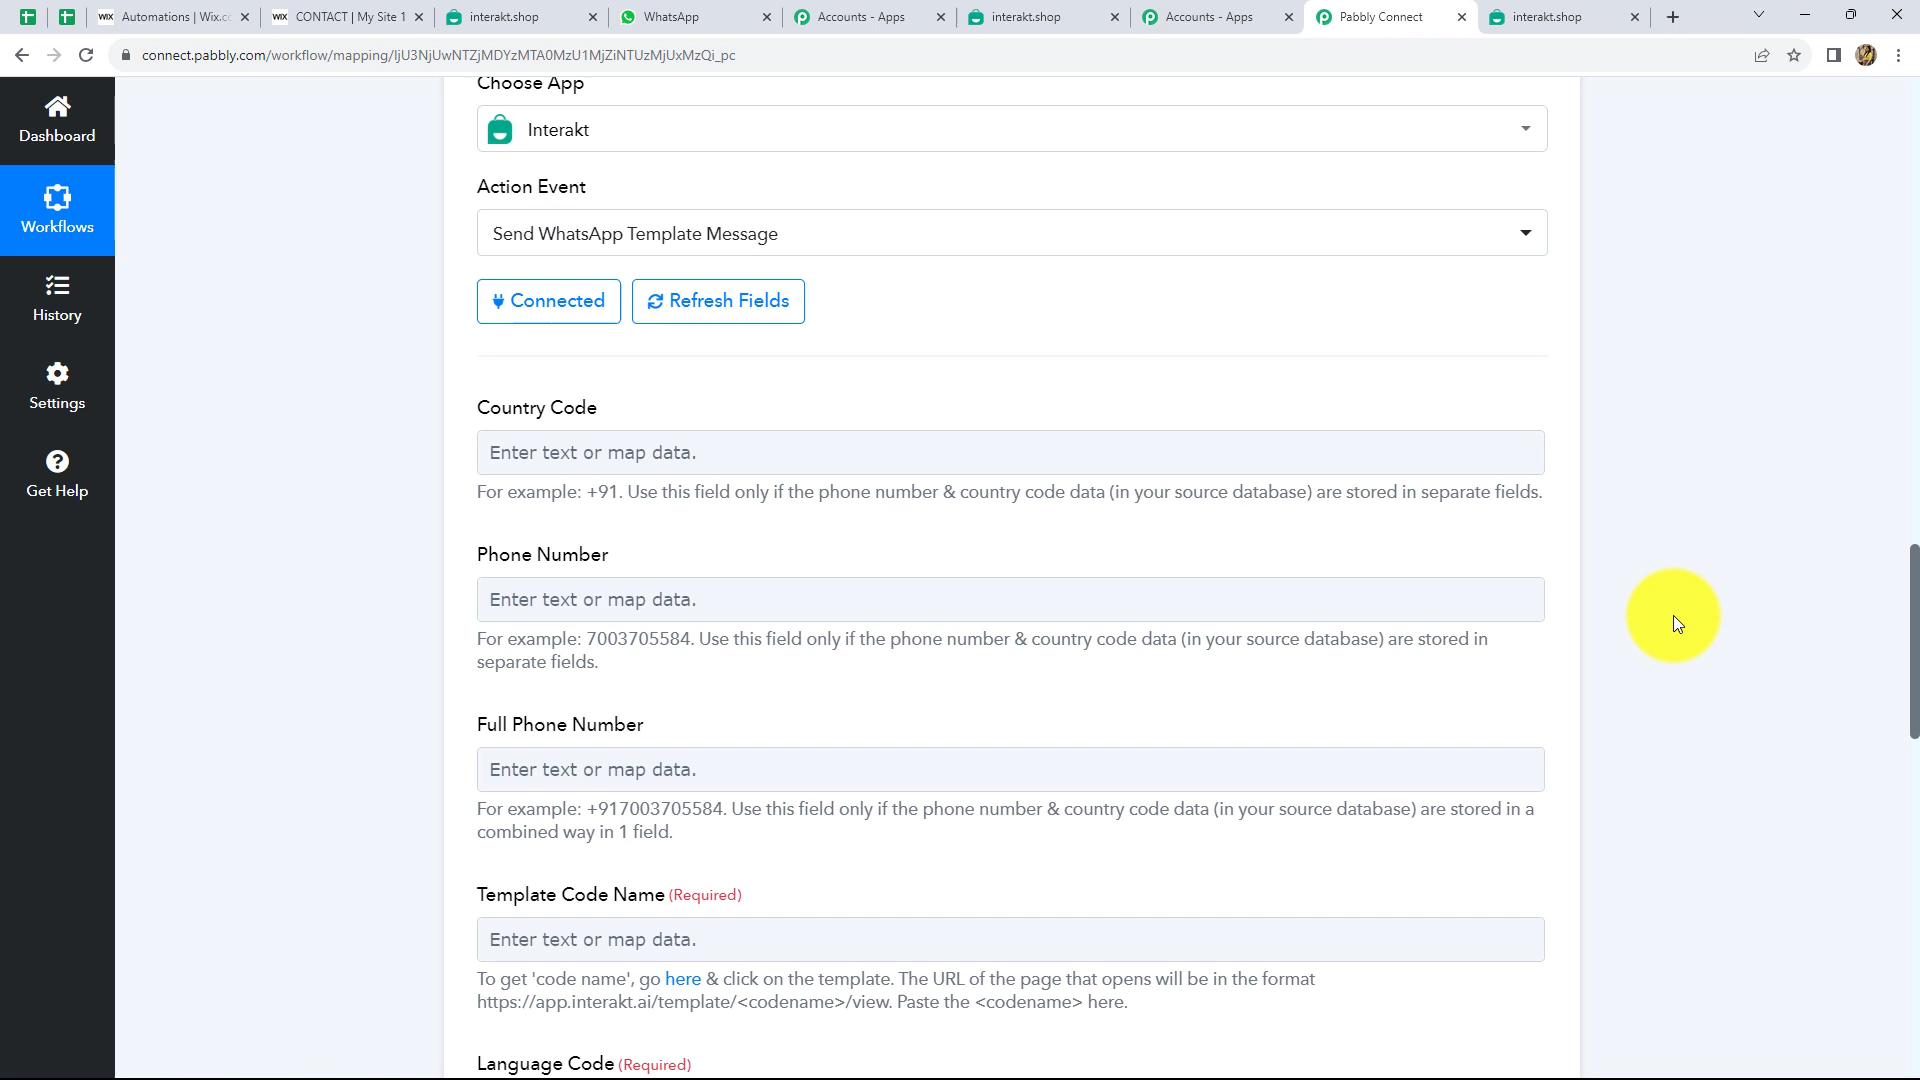 Automations | Wix.cc
CONTACT | My Site 1
interakt.shop
WhatsApp
Accounts - Apps
interakt.shop
Accounts - Apps
Pabbly Connect
interakt.shop
connect.pabbly.com/workflow/mapping/IjU3NjUwNTZjMDYzMTA0MzU1MjZiNTUzMjUxMzQi_pc
Dashboard
Workflows
History
Settings
Get Help
Choose App
Interakt
Action Event
Send WhatsApp Template Message
Connected
Refresh Fields
Country Code
Enter text or map data.
For example: +91. Use this field only if the phone number & country code data (in your source database) are stored in separate fields.
Phone Number
Enter text or map data.
For example: 7003705584. Use this field only if the phone number & country code data (in your source database) are stored in
separate fields.
Full Phone Number
Enter text or map data.
For example: +917003705584. Use this field only if the phone number & country code data (in your source database) are stored in a
combined way in 1 field.
Template Code Name (Required)
Enter text or map data.
To get 'code name', go here & click on the template. The URL of the page that opens will be in the format
https://app.interakt.ai/template/<codename>/view. Paste the <codename> here.
Language Code (Required)